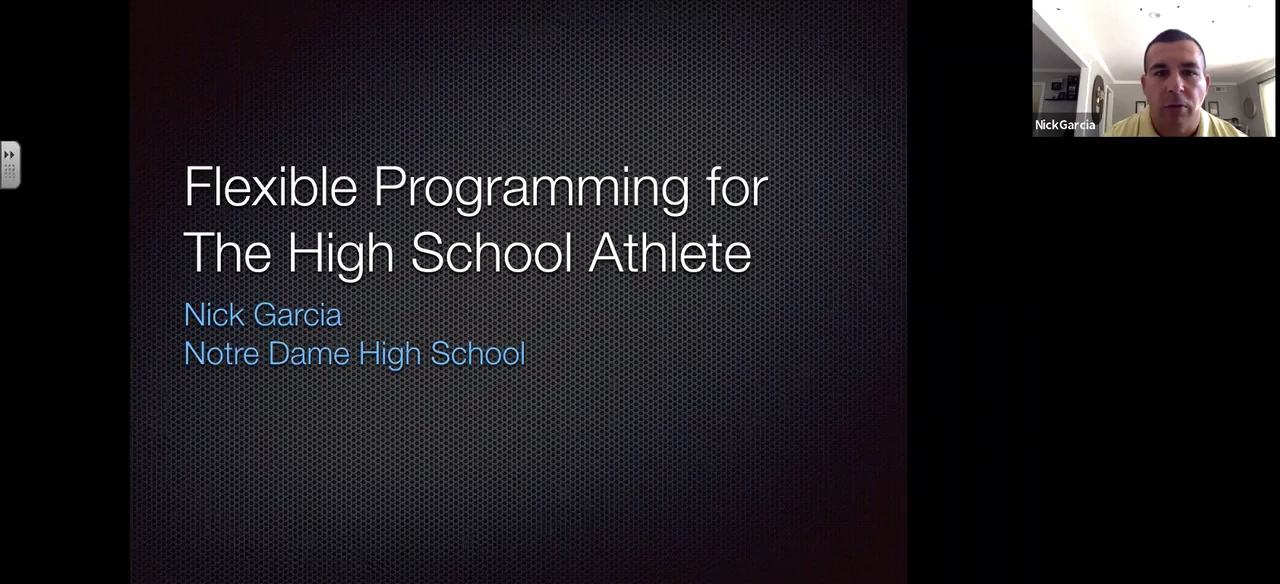 Flexible Programming for
The High School Athlete
Nick Garcia
Notre Dame High School
NickGarcia